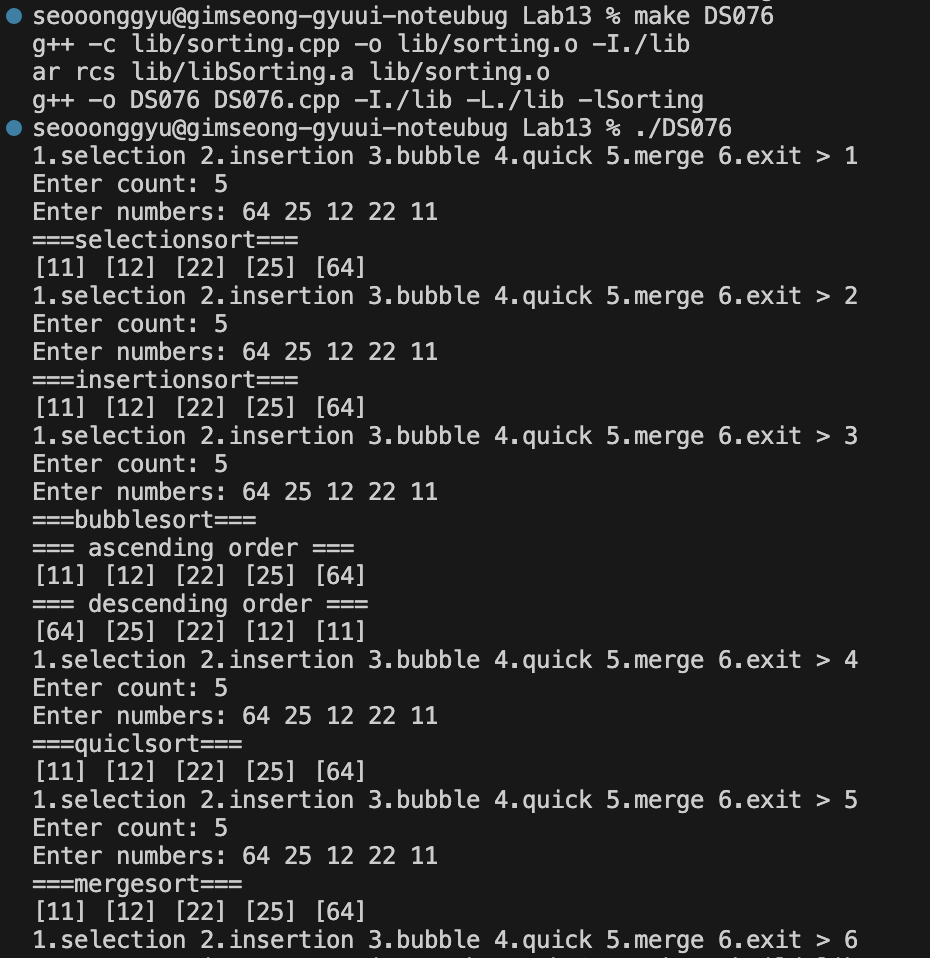 seooonggyu@gimseong-gyuui-noteubug Lab13 % make DS076
g++ -c lib/sorting.cpp -o lib/sorting.o -I./lib
ar rcs lib/libSorting.a lib/sorting.o
g++ -o DS076 DS076.cpp -I./lib -L./lib -lSorting
seooonggyu@gimseong-gyuui-noteubug Lab13 % ./DS076
1.selection 2.insertion 3.bubble 4.quick 5.merge 6.exit > 1
Enter count: 5
Enter numbers: 64 25 12 22 11
===selectionsort===
[11] [12] [22] [25] [64]
1.selection 2.insertion 3.bubble 4.quick 5.merge 6.exit > 2
Enter count: 5
Enter numbers: 64 25 12 22 11
===insertionsort===
[11] [12] [22] [25] [64]
1.selection 2.insertion 3.bubble 4.quick 5.merge 6.exit > 3
Enter count: 5
Enter numbers: 64 25 12 22 11
===bubblesort===
=== ascending order ===
[11] [12] [22] [25] [64]
=== descending order ===
[64] [25] [22] [12] [11]
1.selection 2.insertion 3.bubble 4.quick 5.merge 6.exit > 4
Enter count: 5
Enter numbers: 64 25 12 22 11
===quiclsort===
[11] [12] [22] [25] [64]
1.selection 2.insertion 3.bubble 4.quick 5.merge 6.exit > 5
Enter count: 5
Enter numbers: 64 25 12 22 11
===mergesort===
[11] [12] [22] [25] [64]
1.selection 2.insertion 3.bubble 4.quick 5.merge 6.exit > 6